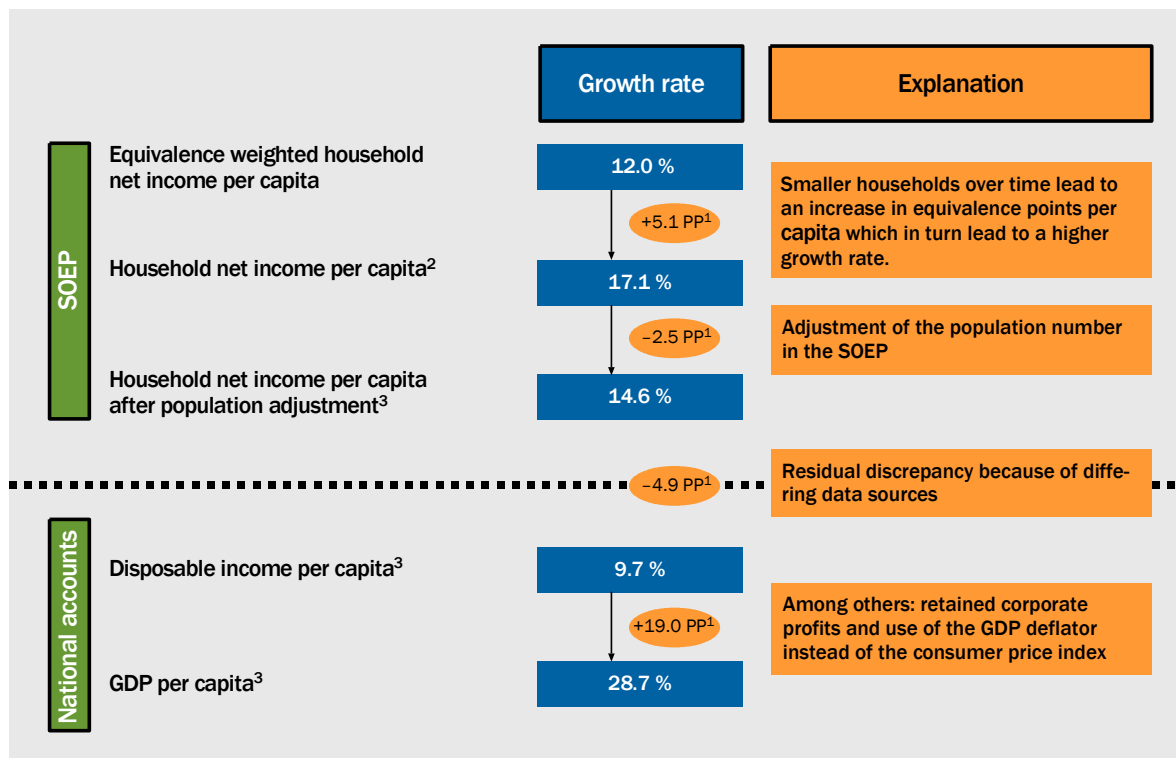 Growth rate
Explanation
SOEP
Equivalence weighted household
net income per capita
12.0 %
+5.1 PP¹
Smaller households over time lead to
an increase in equivalence points per
capita which in turn lead to a higher
growth rate.
Household net income per capita²
17.1 %
–2.5 PP¹
Adjustment of the population number
in the SOEP
Household net income per capita
after population adjustment³
14.6 %
–4.9 PP¹
Residual discrepancy because of diffe-
ring data sources
National accounts
Disposable income per capita³
9.7 %
+19.0 PP¹
Among others: retained corporate
profits and use of the GDP deflator
instead of the consumer price index
GDP per capita³
28.7 %